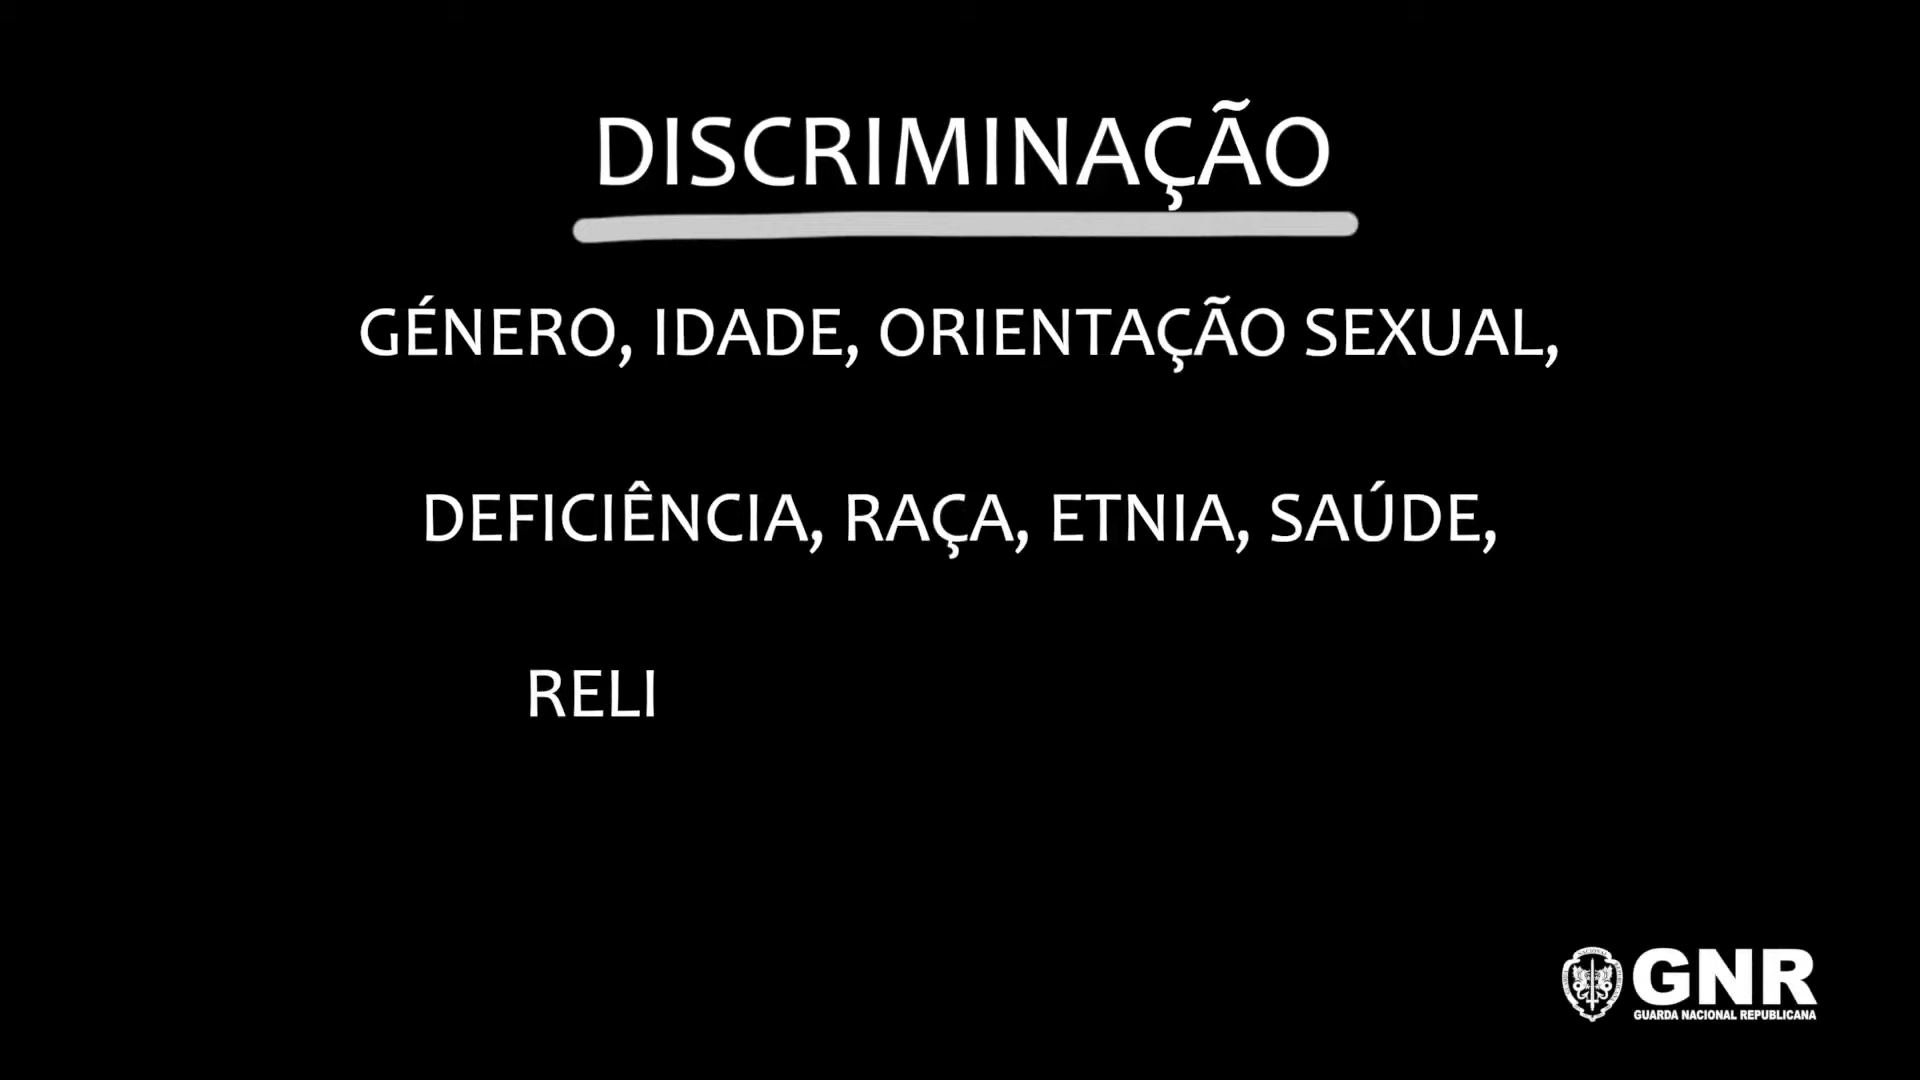 DISCRIMINAÇÃO
GÉNERO, IDADE, ORIENTAÇÃO SEXUAL,
DEFICIÊNCIA, RAÇA, ETNIA, SAÚDE,
RELI
GNR
GUARDA NACIONAL REPUBLICANA